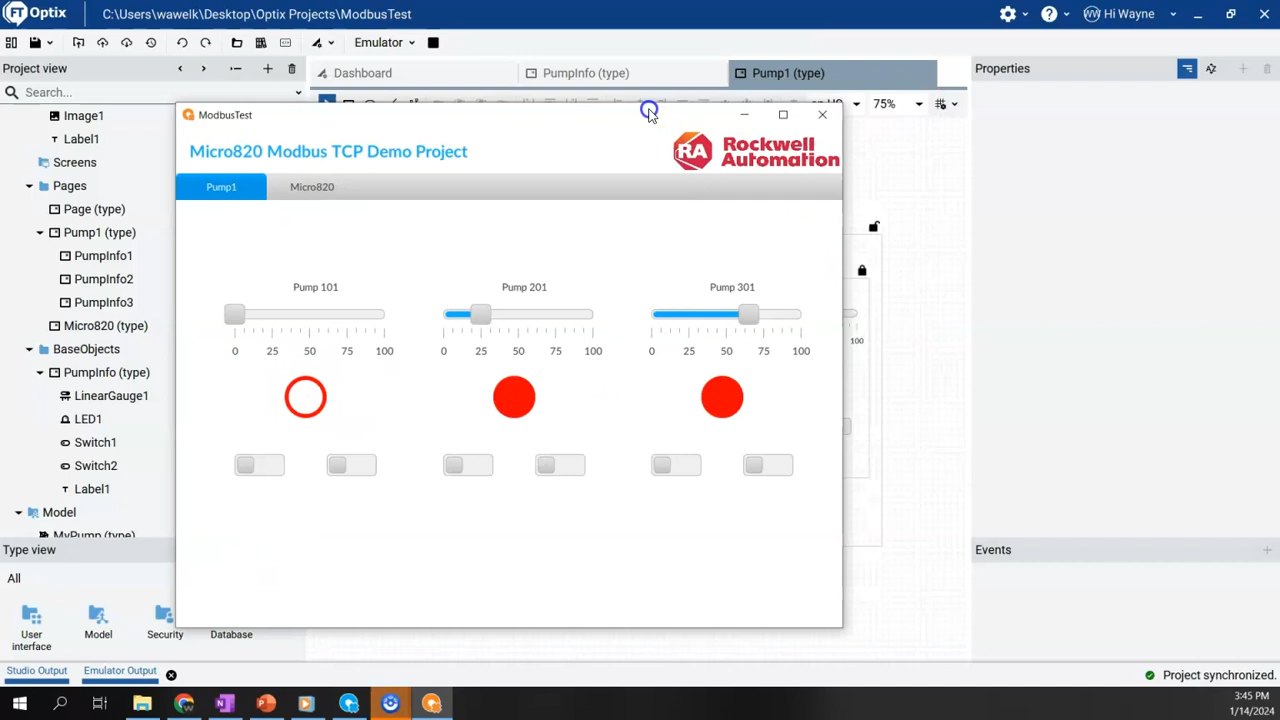 FT Optix C:\Users\wawelk\Desktop\Optix Projects\ModbusTest WW Hi Wayne
Emulator
Project view Dashboard PumpInfo (type) Pump1 (type) Properties
Search... 75%
Image1
Label1
Screens
Pages
Page (type)
Pump1 (type)
PumpInfo1
PumpInfo2
PumpInfo3
Micro820 (type)
BaseObjects
PumpInfo (type)
LinearGauge1
LED1
Switch1
Switch2
Label1
Model
MyPump (type)
Type view
All
User interface
Model
Security
Database
ModbusTest
Micro820 Modbus TCP Demo Project
RA Rockwell Automation
Pump1 Micro820
Pump 101 Pump 201 Pump 301
0 25 50 75 100 0 25 50 75 100 0 25 50 75 100
100
Events
Studio Output Emulator Output Project synchronized.
3:45 PM
1/14/2024